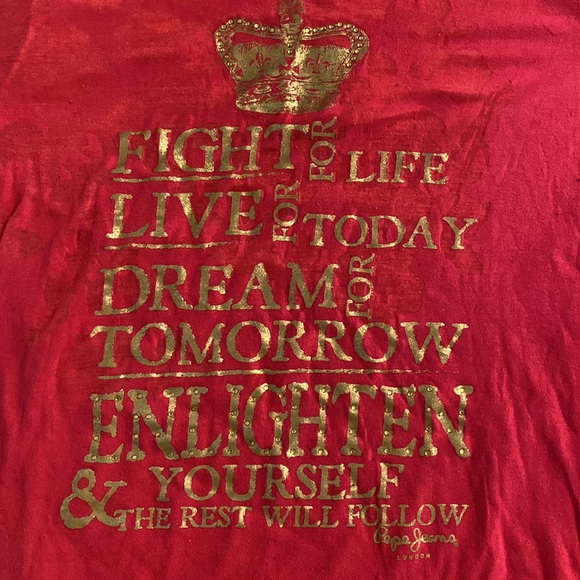 FIGHT FOR LIFE
LIVE FOR TODAY
DREAM FOR
TOMORROW
ENLIGHTEN
YOURSELF
& THE REST WILL FOLLOW
Pepe Jeans
LONDON